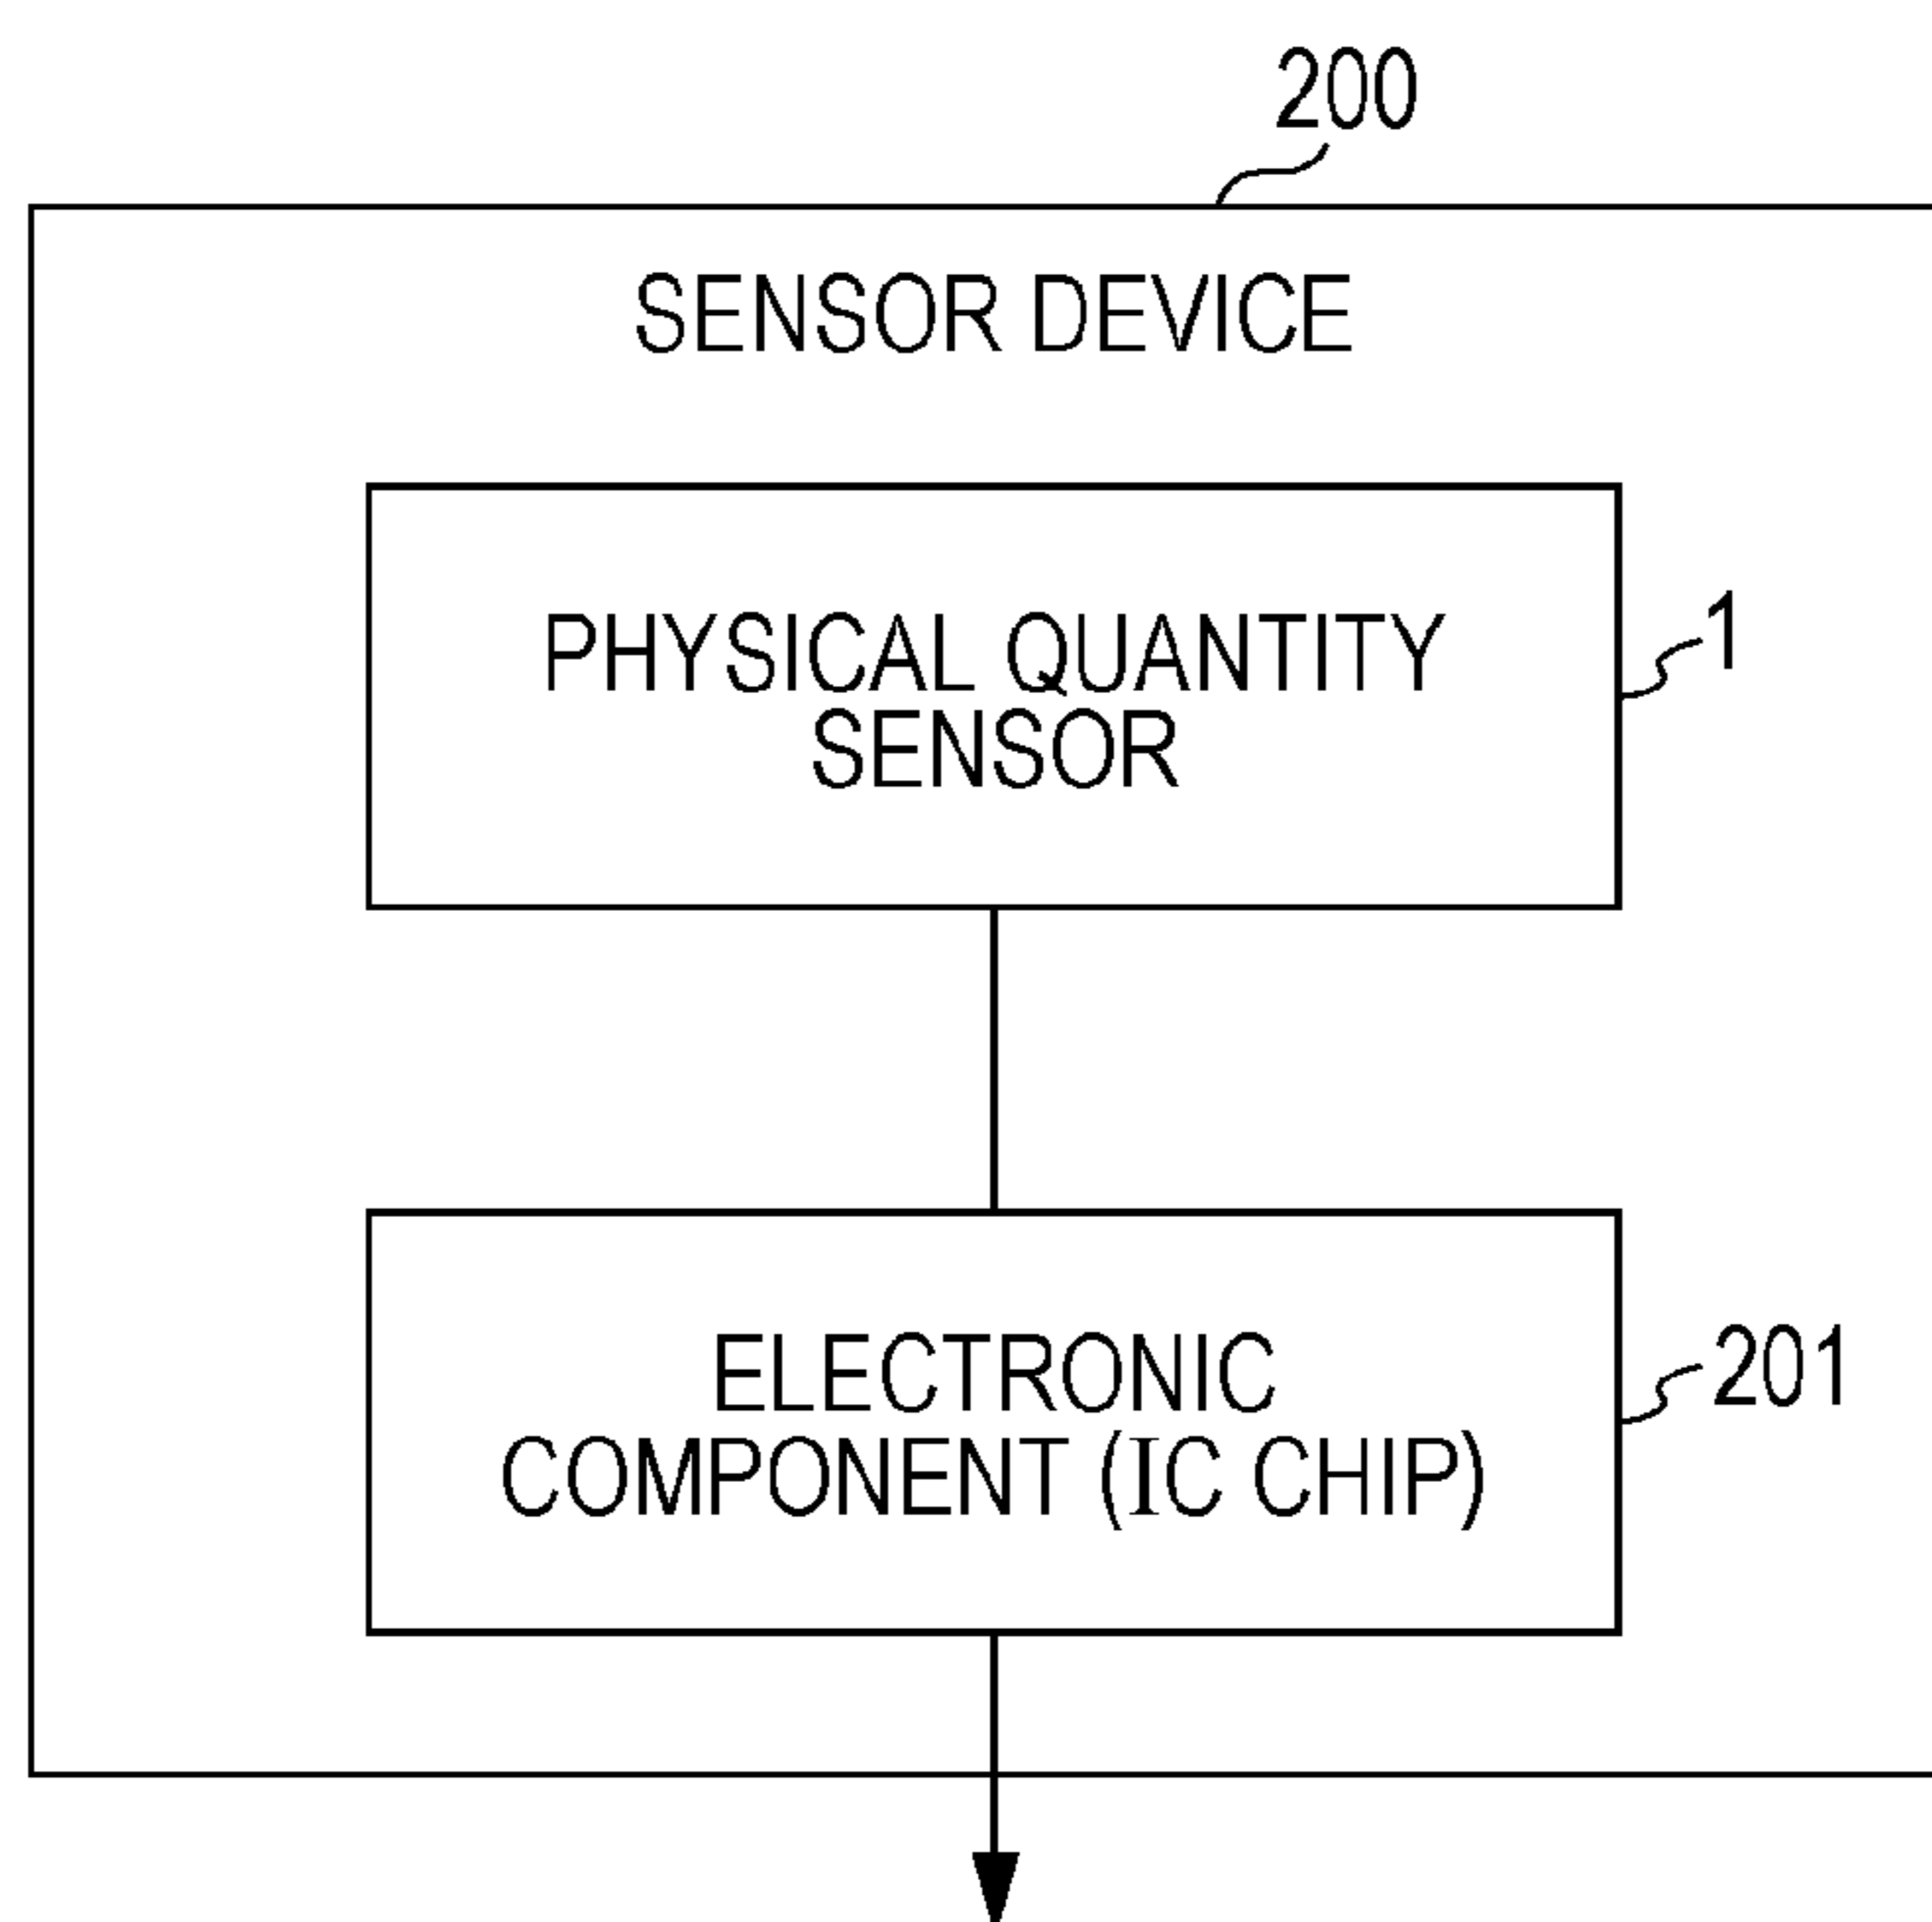 200
SENSOR DEVICE
PHYSICAL QUANTITY
SENSOR
1
ELECTRONIC
COMPONENT (IC CHIP)
201